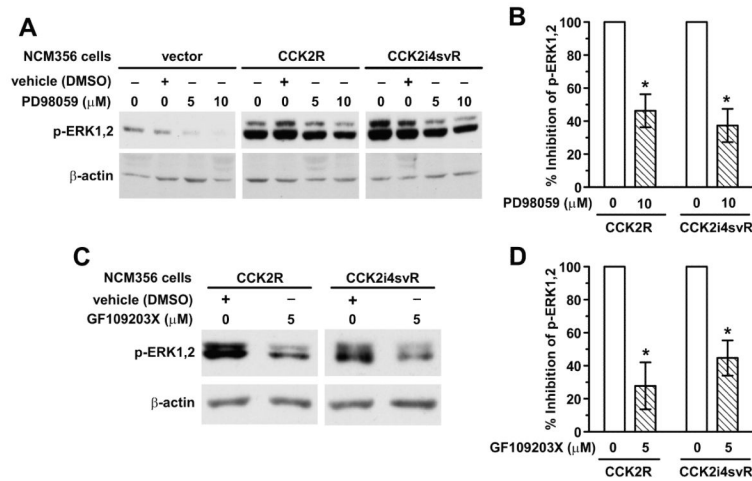 A
NCM356 cells vector CCK2R CCK2i4svR
vehicle (DMSO) – + – – – + – – – + – –
PD98059 (μM) 0 0 5 10 0 0 5 10 0 0 5 10
p-ERK1,2
β-actin
B
% Inhibition of p-ERK1,2
100
80
60
40
20
0
* *
PD98059 (μM) 0 10 0 10
CCK2R CCK2i4svR
C
NCM356 cells CCK2R CCK2i4svR
vehicle (DMSO) + – + –
GF109203X (μM) 0 5 0 5
p-ERK1,2
β-actin
D
% Inhibition of p-ERK1,2
100
80
60
40
20
0
* *
GF109203X (μM) 0 5 0 5
CCK2R CCK2i4svR